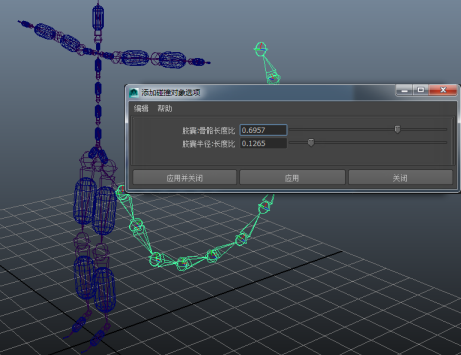 添加碰撞对象选项
编辑 帮助
胶囊:骨骼长度比 0.6957
胶囊半径:长度比 0.1265
应用并关闭 应用 关闭